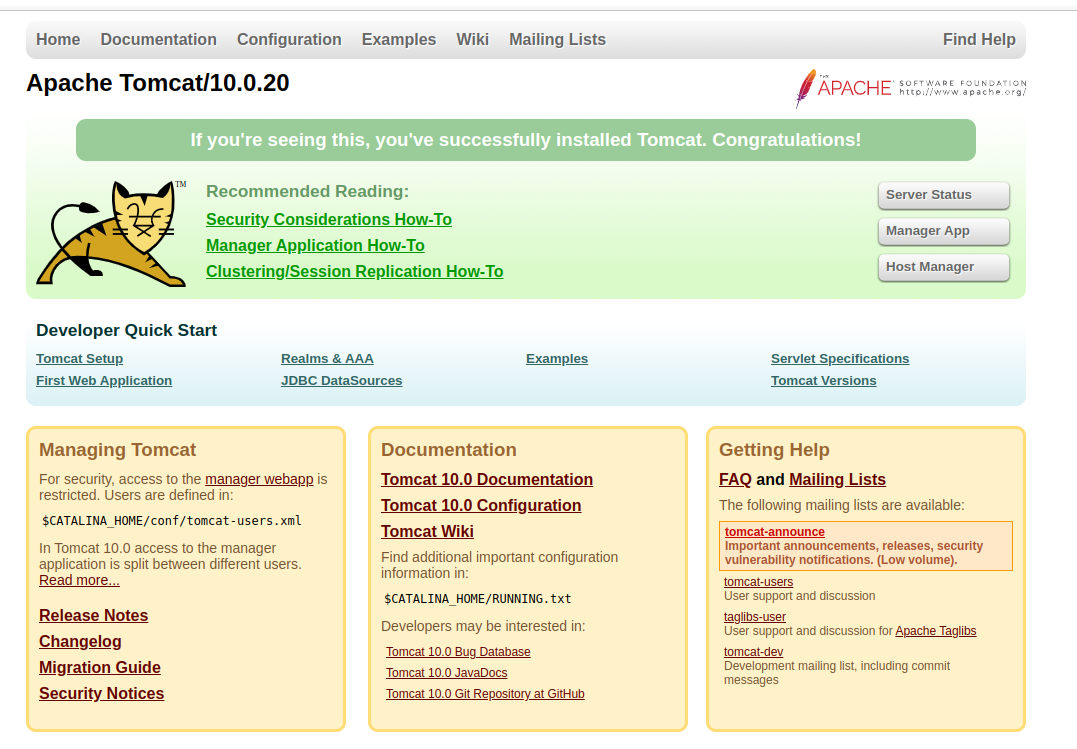 Home Documentation Configuration Examples Wiki Mailing Lists Find Help
Apache Tomcat/10.0.20
THE
APACHE SOFTWARE FOUNDATION
http://www.apache.org/
If you're seeing this, you've successfully installed Tomcat. Congratulations!
TM
Recommended Reading:
Security Considerations How-To
Manager Application How-To
Clustering/Session Replication How-To
Server Status
Manager App
Host Manager
Developer Quick Start
Tomcat Setup
First Web Application
Realms & AAA
JDBC DataSources
Examples
Servlet Specifications
Tomcat Versions
Managing Tomcat
For security, access to the manager webapp is
restricted. Users are defined in:
$CATALINA_HOME/conf/tomcat-users.xml
In Tomcat 10.0 access to the manager
application is split between different users.
Read more...
Release Notes
Changelog
Migration Guide
Security Notices
Documentation
Tomcat 10.0 Documentation
Tomcat 10.0 Configuration
Tomcat Wiki
Find additional important configuration
information in:
$CATALINA_HOME/RUNNING.txt
Developers may be interested in:
Tomcat 10.0 Bug Database
Tomcat 10.0 JavaDocs
Tomcat 10.0 Git Repository at GitHub
Getting Help
FAQ and Mailing Lists
The following mailing lists are available:
tomcat-announce
Important announcements, releases, security
vulnerability notifications. (Low volume).
tomcat-users
User support and discussion
taglibs-user
User support and discussion for Apache Taglibs
tomcat-dev
Development mailing list, including commit
messages